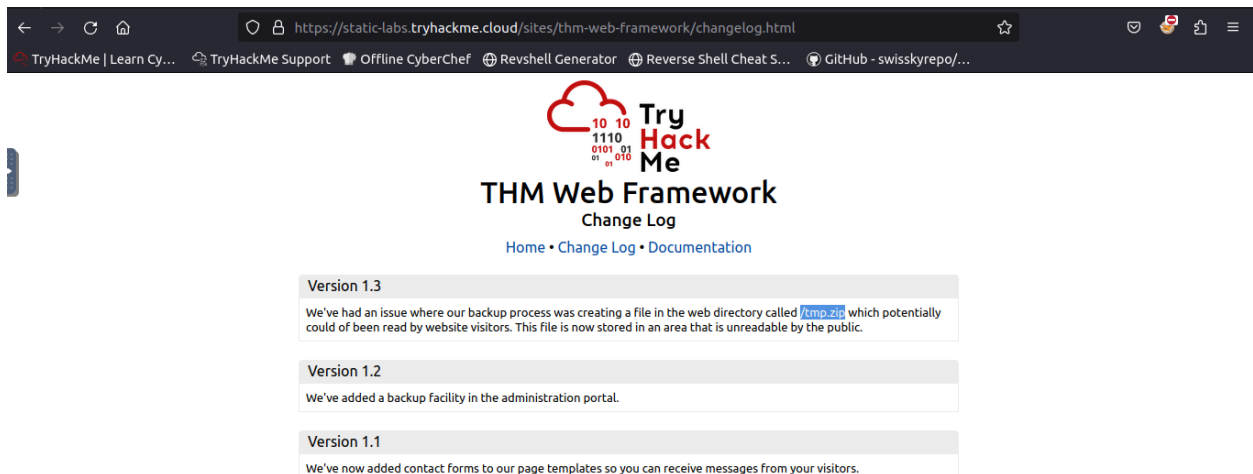 https://static-labs.tryhackme.cloud/sites/thm-web-framework/changelog.html
TryHackMe | Learn Cy... TryHackMe Support Offline CyberChef Revshell Generator Reverse Shell Cheat S... GitHub - swisskyrepo/...
10 10
1110
0101 01
01 01 010
Try
Hack
Me
THM Web Framework
Change Log
Home • Change Log • Documentation
Version 1.3
We've had an issue where our backup process was creating a file in the web directory called /tmp.zip which potentially
could of been read by website visitors. This file is now stored in an area that is unreadable by the public.
Version 1.2
We've added a backup facility in the administration portal.
Version 1.1
We've now added contact forms to our page templates so you can receive messages from your visitors.